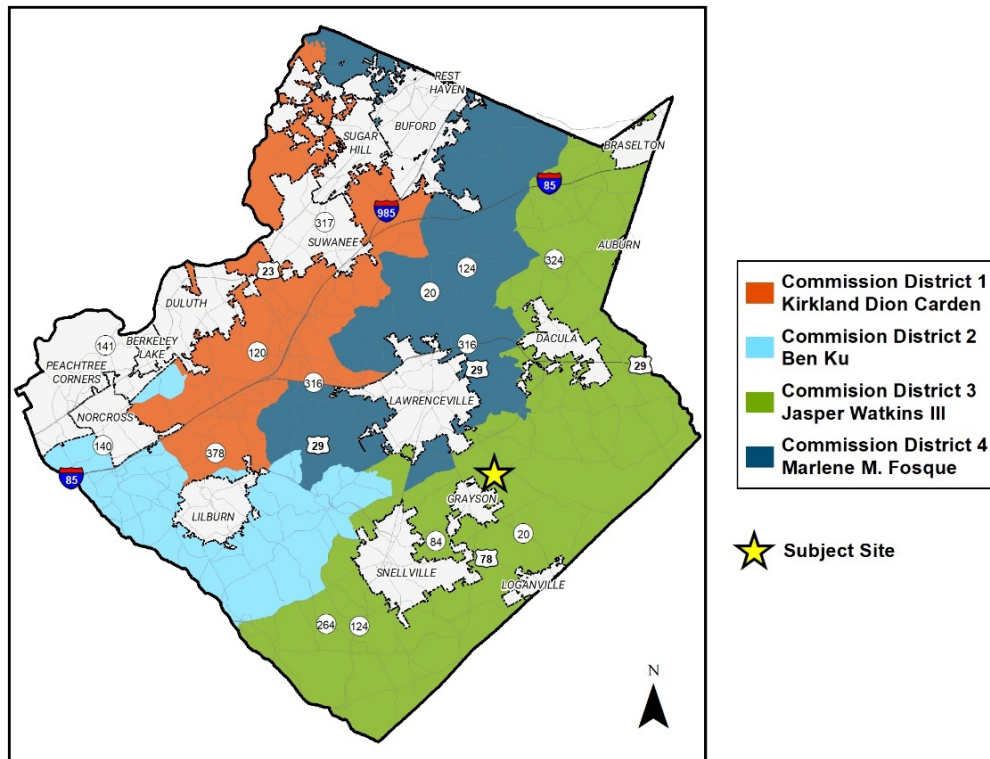 REST
HAVEN
BUFORD
SUGAR
HILL
BRASELTON
85
985
317
SUWANEE
AUBURN
324
124
23
20
DULUTH
141
BERKELEY
LAKE
PEACHTREE
CORNERS
120
316
DACULA
29
29
316
LAWRENCEVILLE
NORCROSS
140
378
29
85
GRAYSON
LILBURN
84
20
78
SNELLVILLE
LOGANVILLE
264
124
N
Commission District 1
Kirkland Dion Carden
Commision District 2
Ben Ku
Commision District 3
Jasper Watkins III
Commission District 4
Marlene M. Fosque
Subject Site